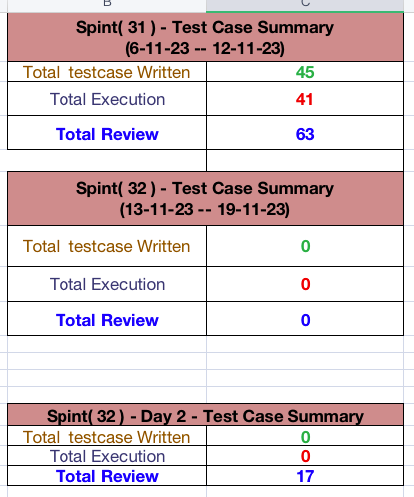 B C
Spint( 31 ) - Test Case Summary
(6-11-23 -- 12-11-23)
Total testcase Written 45
Total Execution 41
Total Review 63
Spint( 32 ) - Test Case Summary
(13-11-23 -- 19-11-23)
Total testcase Written 0
Total Execution 0
Total Review 0
Spint( 32 ) - Day 2 - Test Case Summary
Total testcase Written 0
Total Execution 0
Total Review 17